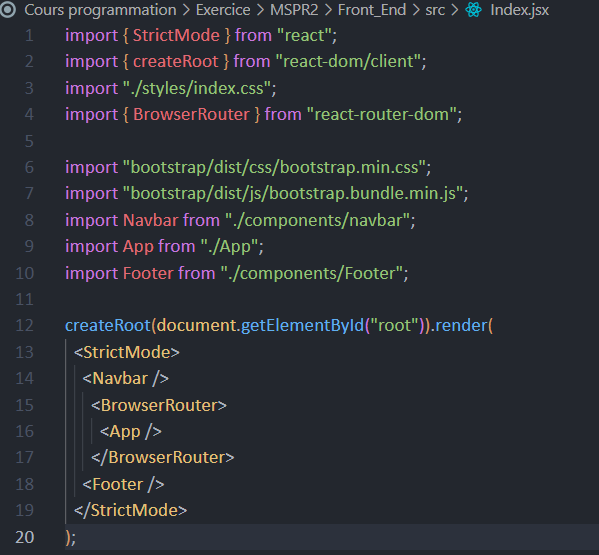 Cours programmation > Exercice > MSPR2 > Front_End > src > Index.jsx
1 import { StrictMode } from "react";
2 import { createRoot } from "react-dom/client";
3 import "./styles/index.css";
4 import { BrowserRouter } from "react-router-dom";
5
6 import "bootstrap/dist/css/bootstrap.min.css";
7 import "bootstrap/dist/js/bootstrap.bundle.min.js";
8 import Navbar from "./components/navbar";
9 import App from "./App";
10 import Footer from "./components/Footer";
11
12 createRoot(document.getElementById("root")).render(
13 <StrictMode>
14 <Navbar />
15 <BrowserRouter>
16 <App />
17 </BrowserRouter>
18 <Footer />
19 </StrictMode>
20 );